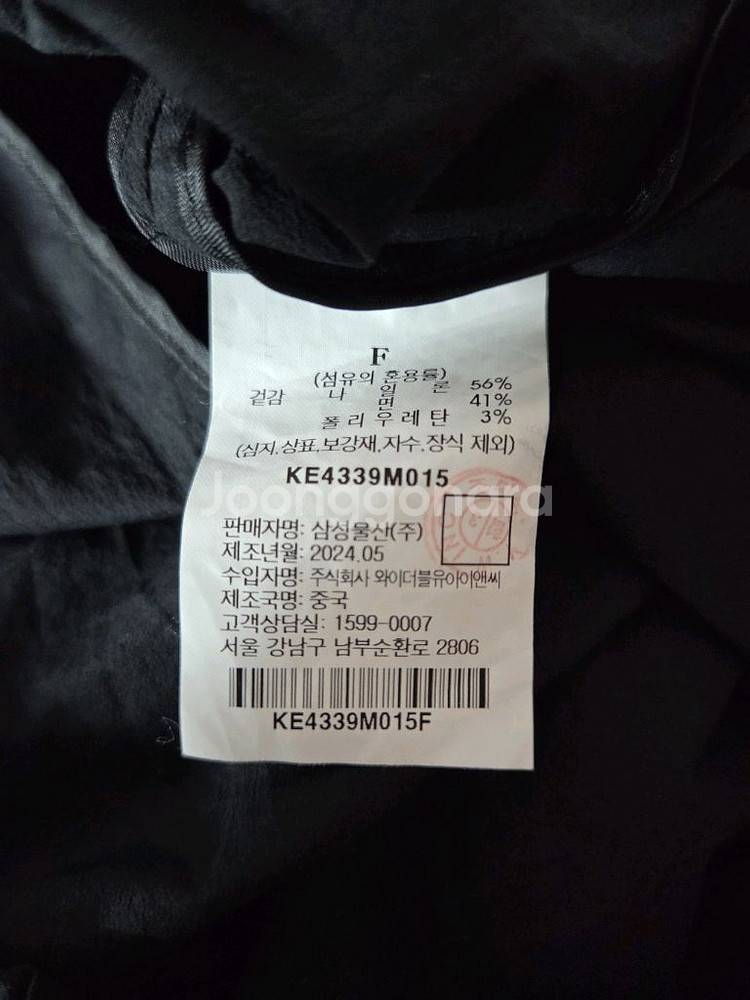 F
(섬유의 혼용률)
겉감 나 일 론 56%
면 41%
폴 리 우 레 탄 3%
(심지.상표.보강재.자수.장식 제외)
KE4339M015
Joonggonara
판매자명: 삼성물산(주)
제조년월: 2024.05
수입자명: 주식회사 와이더블유아이앤씨
제조국명: 중국
고객상담실: 1599-0007
서울 강남구 남부순환로 2806
KE4339M015F